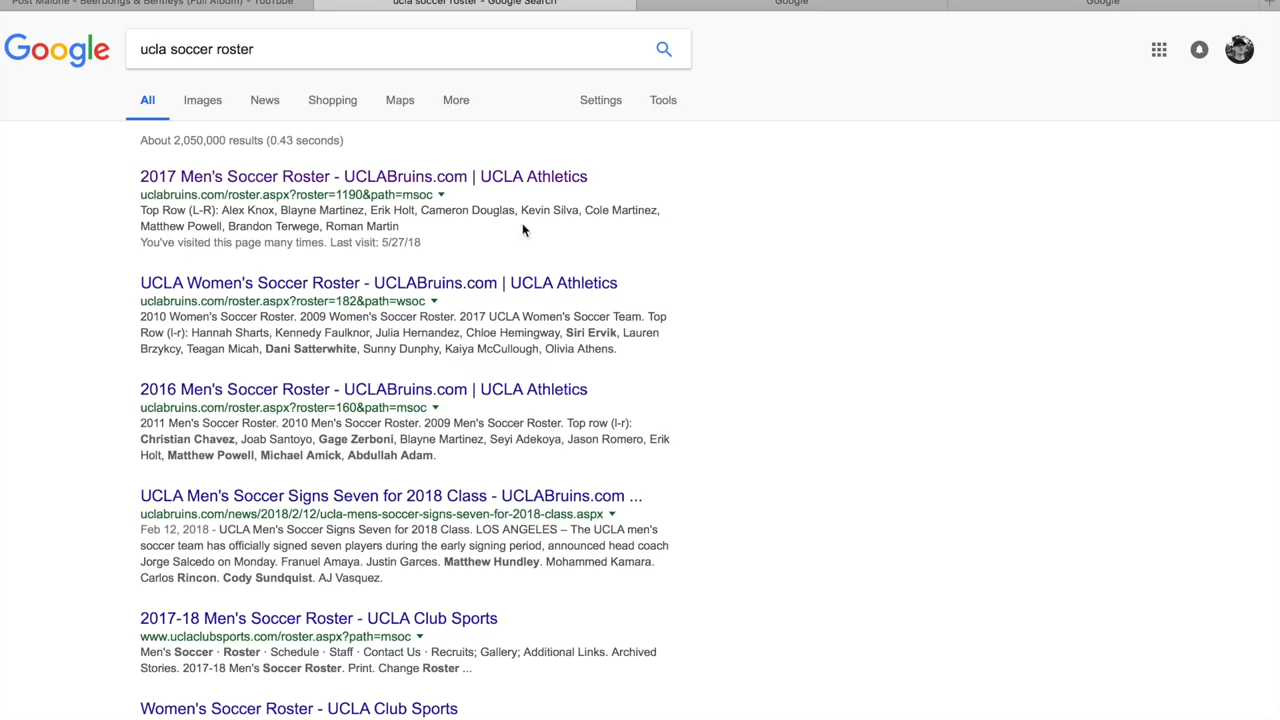 Post Malone - Beerbongs & Bentleys (Full Album) - YouTube
ucla soccer roster - Google Search
Google
Google
Google
ucla soccer roster
All Images News Shopping Maps More Settings Tools
About 2,050,000 results (0.43 seconds)
2017 Men's Soccer Roster - UCLABruins.com | UCLA Athletics
uclabruins.com/roster.aspx?roster=1190&path=msoc
Top Row (L-R): Alex Knox, Blayne Martinez, Erik Holt, Cameron Douglas, Kevin Silva, Cole Martinez,
Matthew Powell, Brandon Terwege, Roman Martin
You've visited this page many times. Last visit: 5/27/18
UCLA Women's Soccer Roster - UCLABruins.com | UCLA Athletics
uclabruins.com/roster.aspx?roster=182&path=wsoc
2010 Women's Soccer Roster. 2009 Women's Soccer Roster. 2017 UCLA Women's Soccer Team. Top
Row (l-r): Hannah Sharts, Kennedy Faulknor, Julia Hernandez, Chloe Hemingway, Siri Ervik, Lauren
Brzykcy, Teagan Micah, Dani Satterwhite, Sunny Dunphy, Kaiya McCullough, Olivia Athens.
2016 Men's Soccer Roster - UCLABruins.com | UCLA Athletics
uclabruins.com/roster.aspx?roster=160&path=msoc
2011 Men's Soccer Roster. 2010 Men's Soccer Roster. 2009 Men's Soccer Roster. Top row (l-r):
Christian Chavez, Joab Santoyo, Gage Zerboni, Blayne Martinez, Seyi Adekoya, Jason Romero, Erik
Holt, Matthew Powell, Michael Amick, Abdullah Adam.
UCLA Men's Soccer Signs Seven for 2018 Class - UCLABruins.com ...
uclabruins.com/news/2018/2/12/ucla-mens-soccer-signs-seven-for-2018-class.aspx
Feb 12, 2018 - UCLA Men's Soccer Signs Seven for 2018 Class. LOS ANGELES – The UCLA men's
soccer team has officially signed seven players during the early signing period, announced head coach
Jorge Salcedo on Monday. Franuel Amaya. Justin Garces. Matthew Hundley. Mohammed Kamara.
Carlos Rincon. Cody Sundquist. AJ Vasquez.
2017-18 Men's Soccer Roster - UCLA Club Sports
www.uclaclubsports.com/roster.aspx?path=msoc
Men's Soccer · Roster · Schedule · Staff · Contact Us · Recruits; Gallery; Additional Links. Archived
Stories. 2017-18 Men's Soccer Roster. Print. Change Roster ...
Women's Soccer Roster - UCLA Club Sports